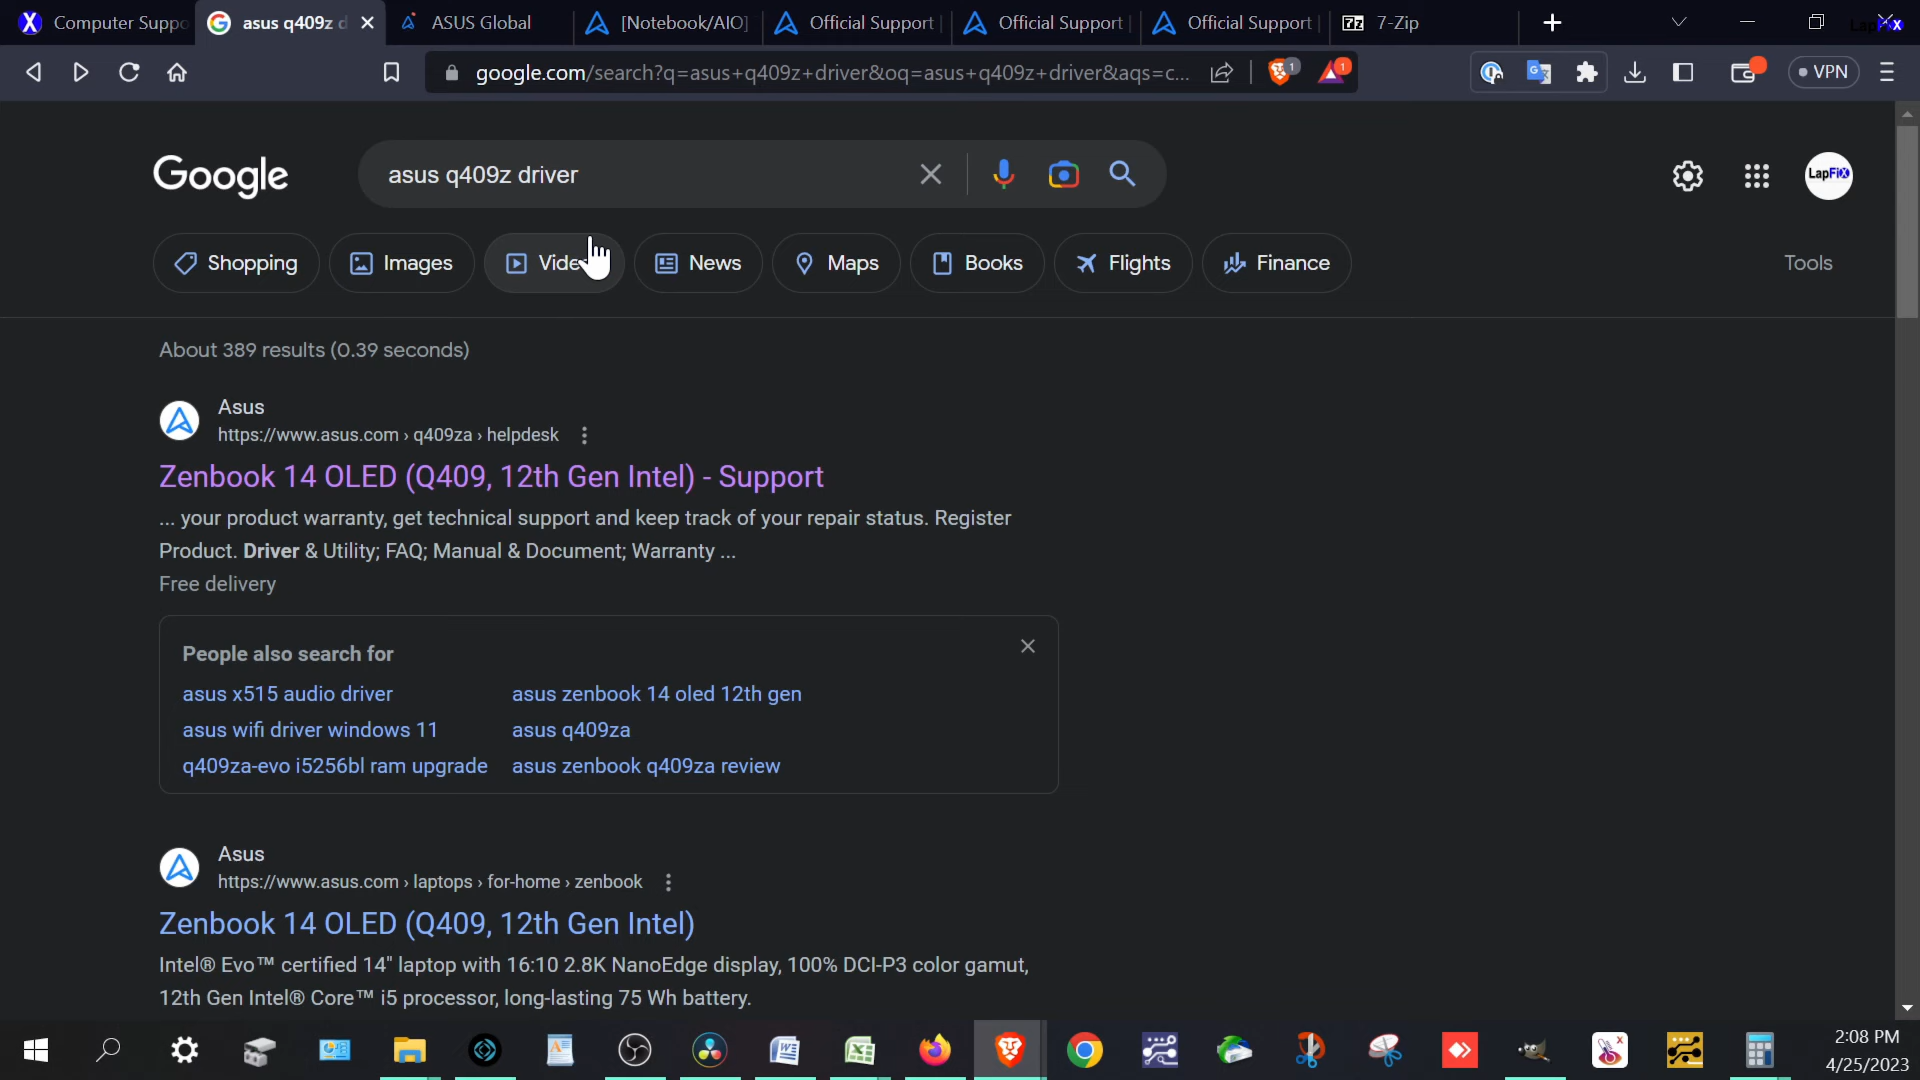 Computer Suppo
asus q409z d
ASUS Global
[Notebook/AIO]
Official Support
Official Support
Official Support
7-Zip
google.com/search?q=asus+q409z+driver&oq=asus+q409z+driver&aqs=c...
1
1
VPN
Google
asus q409z driver
LapFiX
Shopping
Images
Vide
News
Maps
Books
Flights
Finance
Tools
About 389 results (0.39 seconds)
Asus
https://www.asus.com › q409za › helpdesk
Zenbook 14 OLED (Q409, 12th Gen Intel) - Support
... your product warranty, get technical support and keep track of your repair status. Register
Product. Driver & Utility; FAQ; Manual & Document; Warranty ...
Free delivery
People also search for
asus x515 audio driver
asus zenbook 14 oled 12th gen
asus wifi driver windows 11
asus q409za
q409za-evo i5256bl ram upgrade
asus zenbook q409za review
Asus
https://www.asus.com › laptops › for-home › zenbook
Zenbook 14 OLED (Q409, 12th Gen Intel)
Intel® Evo™ certified 14" laptop with 16:10 2.8K NanoEdge display, 100% DCI-P3 color gamut,
12th Gen Intel® Core™ i5 processor, long-lasting 75 Wh battery.
2:08 PM
4/25/2023